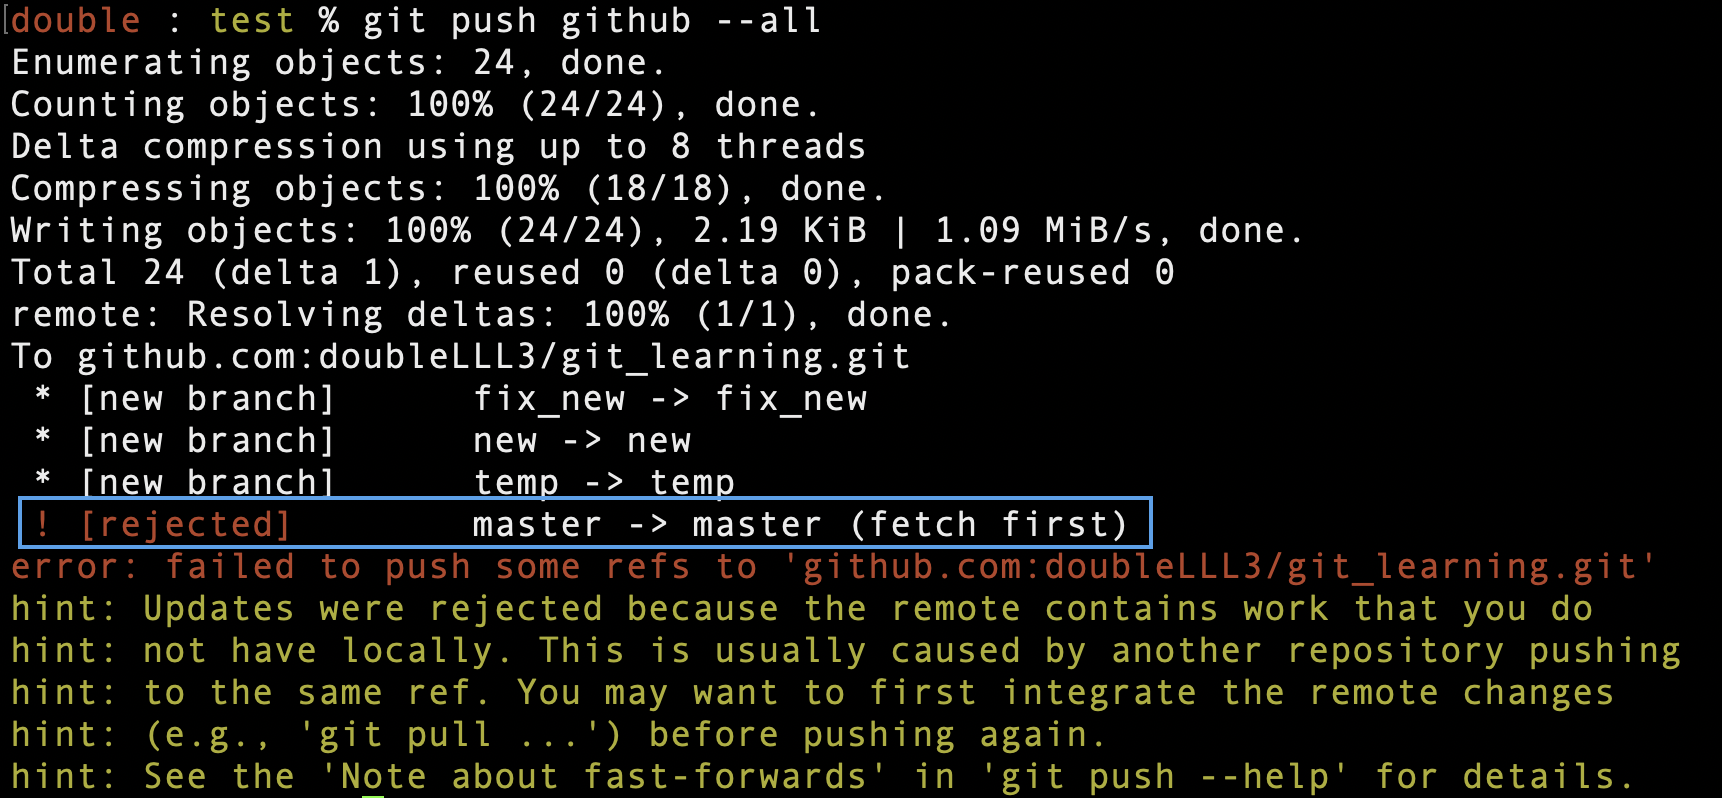 double : test % git push github --all
Enumerating objects: 24, done.
Counting objects: 100% (24/24), done.
Delta compression using up to 8 threads
Compressing objects: 100% (18/18), done.
Writing objects: 100% (24/24), 2.19 KiB | 1.09 MiB/s, done.
Total 24 (delta 1), reused 0 (delta 0), pack-reused 0
remote: Resolving deltas: 100% (1/1), done.
To github.com:doubleLLL3/git_learning.git
 * [new branch]      fix_new -> fix_new
 * [new branch]      new -> new
 * [new branch]      temp -> temp
 ! [rejected]        master -> master (fetch first)
error: failed to push some refs to 'github.com:doubleLLL3/git_learning.git'
hint: Updates were rejected because the remote contains work that you do
hint: not have locally. This is usually caused by another repository pushing
hint: to the same ref. You may want to first integrate the remote changes
hint: (e.g., 'git pull ...') before pushing again.
hint: See the 'Note about fast-forwards' in 'git push --help' for details.